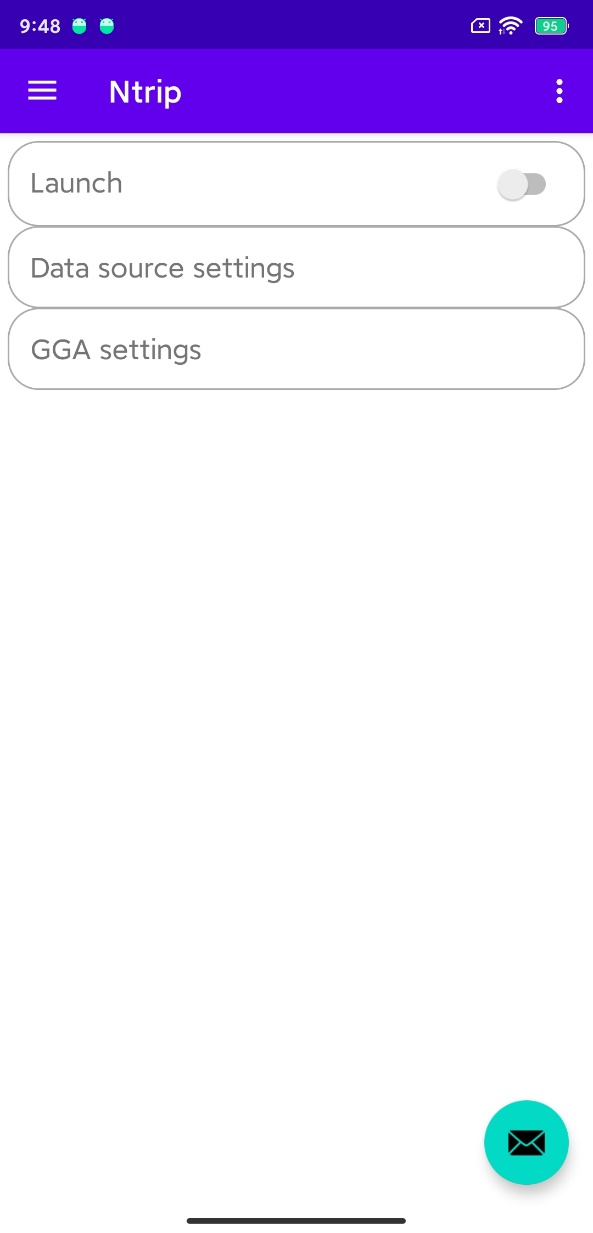 9:48
95
Ntrip
Launch
Data source settings
GGA settings